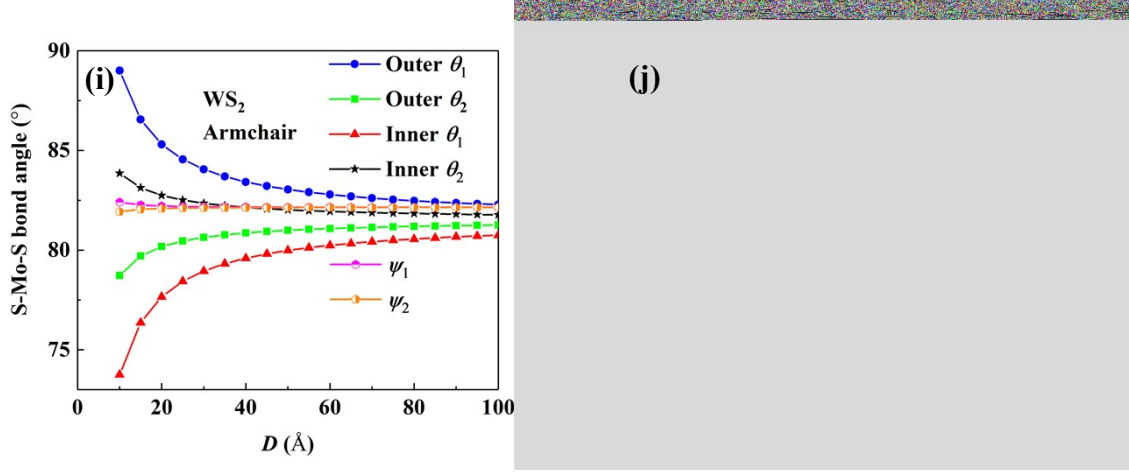 (i)
WS₂
Armchair
Outer θ₁
Outer θ₂
Inner θ₁
Inner θ₂
ψ₁
ψ₂
S-Mo-S bond angle (°)
90
85
80
75
0 20 40 60 80 100
D (Å)
(j)